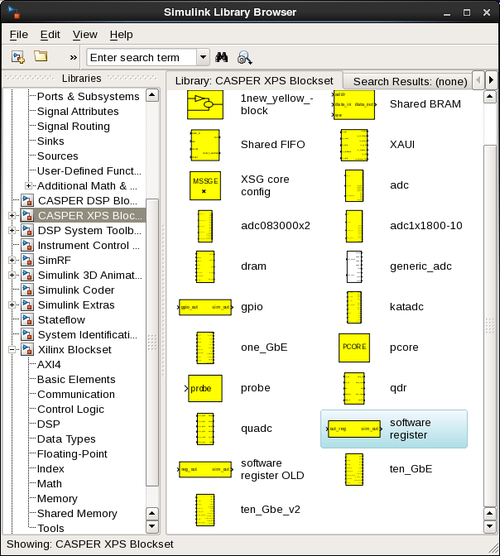 Simulink Library Browser
File Edit View Help
» Enter search term
Libraries
Library: CASPER XPS Blockset
Search Results: (none)
Ports & Subsystems
Signal Attributes
Signal Routing
Sinks
Sources
User-Defined Funct...
Additional Math & ...
CASPER DSP Blo...
CASPER XPS Bloc...
DSP System Toolb...
Instrument Control ...
SimRF
Simulink 3D Animat...
Simulink Coder
Simulink Extras
Stateflow
System Identificati...
Xilinx Blockset
AXI4
Basic Elements
Communication
Control Logic
DSP
Data Types
Floating-Point
Index
Math
Memory
Shared Memory
Tools
1new_yellow_-
block
Shared BRAM
Shared FIFO
XAUI
MSSGE
XSG core
config
adc
adc083000x2
adc1x1800-10
dram
generic_adc
gpio
katadc
one_GbE
PCORE
pcore
probe
probe
qdr
quadc
software
register
software
register OLD
ten_GbE
ten_Gbe_v2
Showing: CASPER XPS Blockset